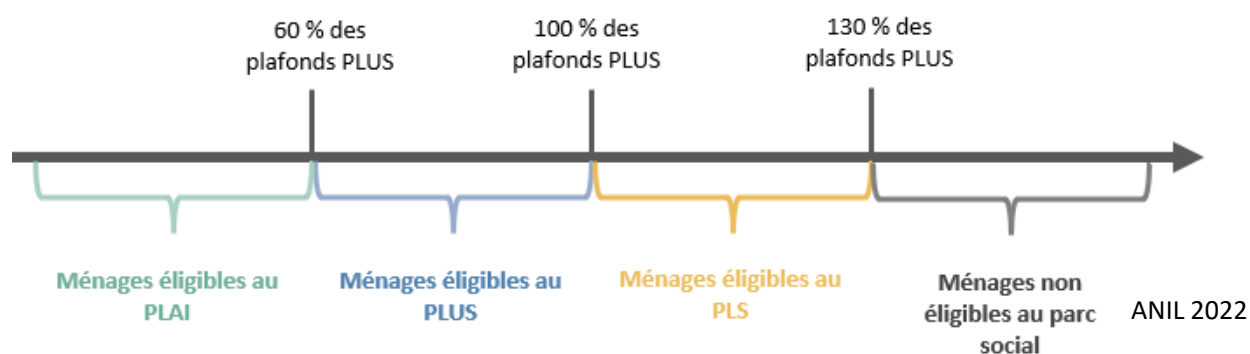 60 % des
plafonds PLUS
100 % des
plafonds PLUS
130 % des
plafonds PLUS
Ménages éligibles au
PLAI
Ménages éligibles au
PLUS
Ménages éligibles au
PLS
Ménages non
éligibles au parc
social
ANIL 2022